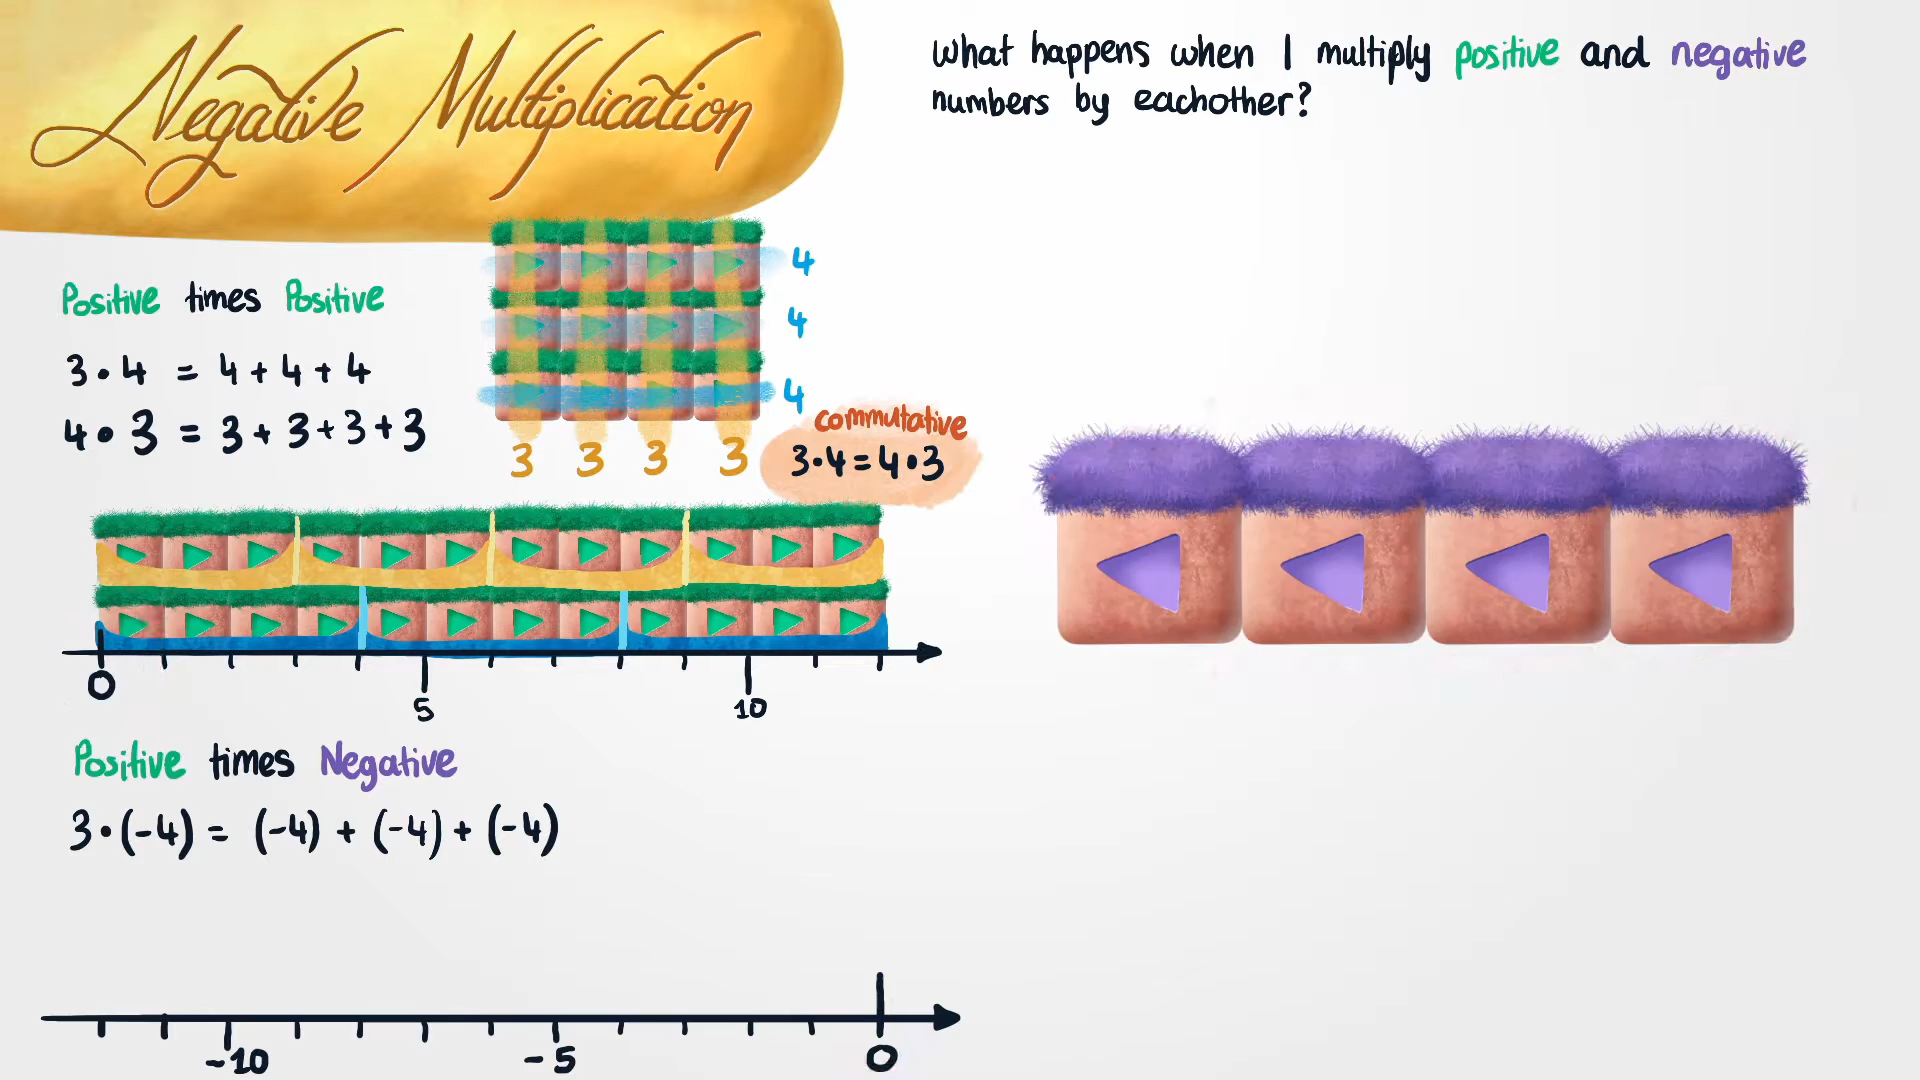 Negative Multiplication
What happens when I multiply positive and negative
numbers by eachother?
Positive times Positive
3·4 = 4+4+4
4·3 = 3+3+3+3
4
4
4
3 3 3 3
commutative
3·4=4·3
0 5 10
Positive times Negative
3·(-4) = (-4) + (-4) + (-4)
-10 -5 0